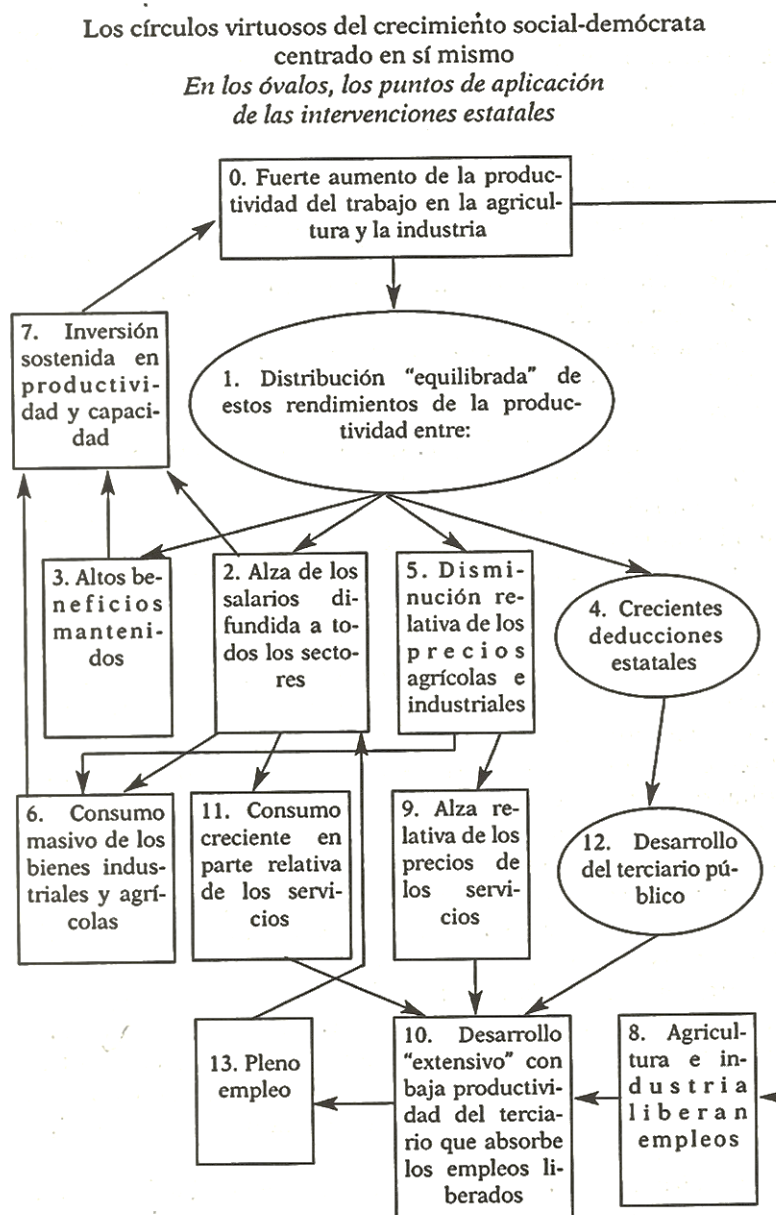 Los círculos virtuosos del crecimiento social-demócrata
centrado en sí mismo
En los óvalos, los puntos de aplicación
de las intervenciones estatales
0. Fuerte aumento de la produc-
tividad del trabajo en la agricul-
tura y la industria
7. Inversión
sostenida en
productivi-
dad y capaci-
dad
1. Distribución “equilibrada” de
estos rendimientos de la produc-
tividad entre:
3. Altos be-
neficios
manteni-
dos
2. Alza de los
salarios di-
fundida a to-
dos los secto-
res
5. Dismi-
nución re-
lativa de los
precios
agrícolas e
industriales
4. Crecientes
deducciones
estatales
6. Consumo
masivo de los
bienes indus-
triales y agrí-
colas
11. Consumo
creciente en
parte relativa
de los servi-
cios
9. Alza re-
lativa de los
precios de
los servi-
cios
12. Desarrollo
del terciario pú-
blico
13. Pleno
empleo
10. Desarrollo
“extensivo” con
baja productivi-
dad del tercia-
rio que absorbe
los empleos li-
berados
8. Agricul-
tura e in-
dustria
liberan
empleos